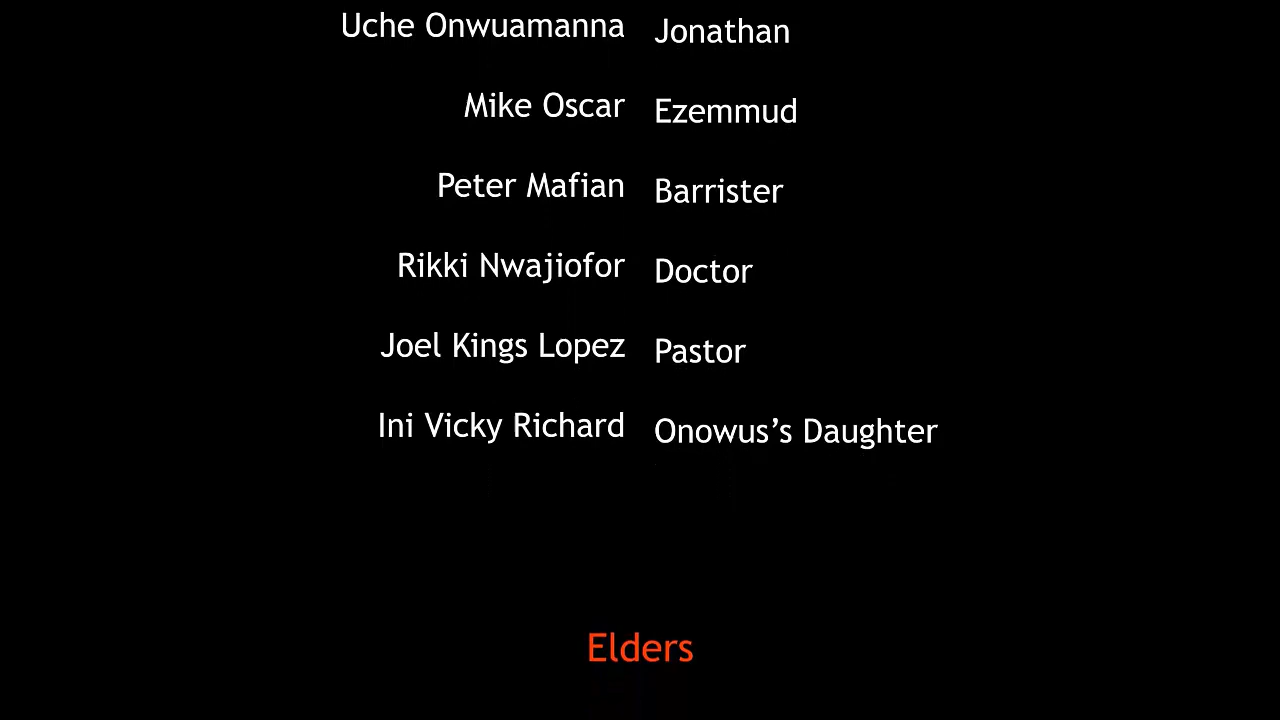 Uche Onwuamanna Jonathan
Mike Oscar Ezemmud
Peter Mafian Barrister
Rikki Nwajiofor Doctor
Joel Kings Lopez Pastor
Ini Vicky Richard Onowus’s Daughter
Elders